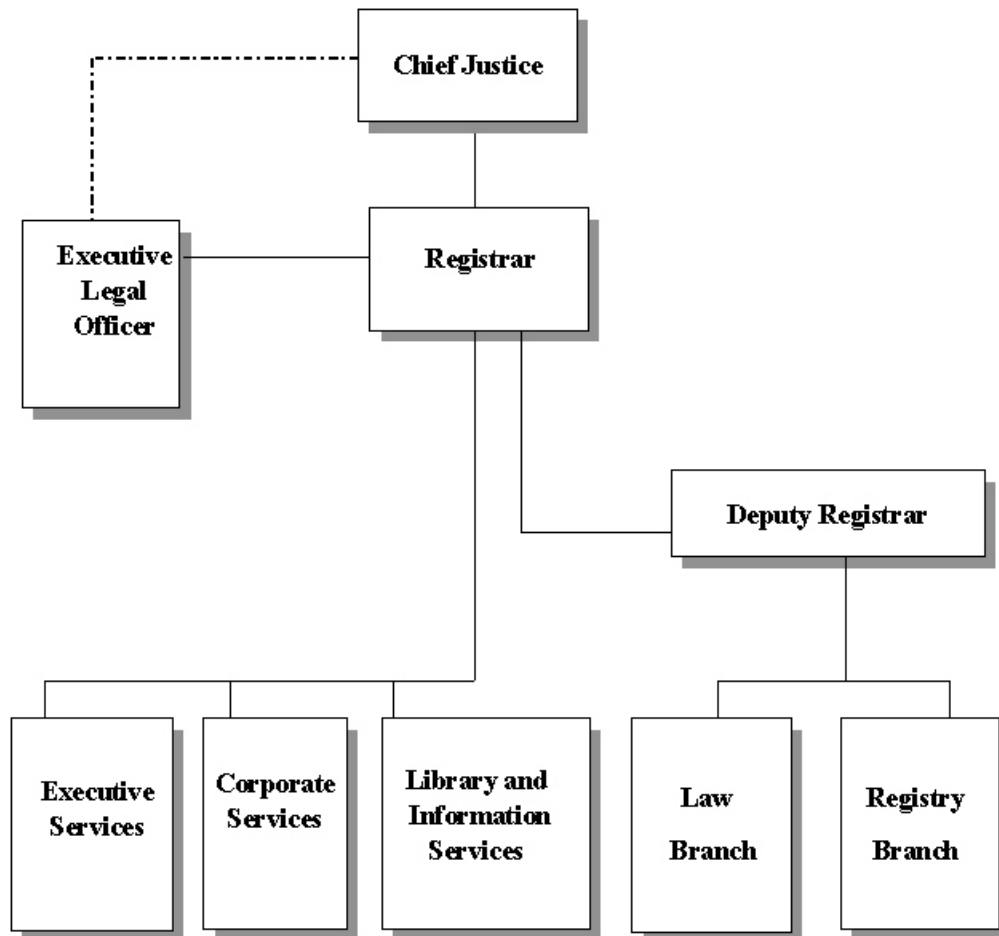 Chief Justice
Executive
Legal
Officer
Registrar
Deputy Registrar
Executive
Services
Corporate
Services
Library and
Information
Services
Law
Branch
Registry
Branch